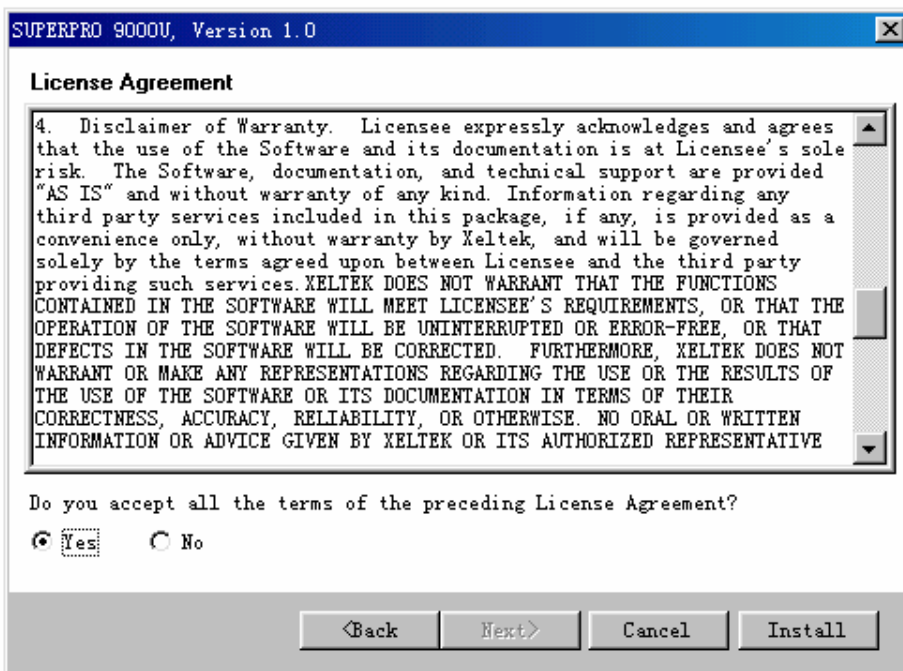 SUPERPRO 9000U, Version 1.0
License Agreement
4.  Disclaimer of Warranty.  Licensee expressly acknowledges and agrees
that the use of the Software and its documentation is at Licensee's sole
risk.  The Software, documentation, and technical support are provided
"AS IS" and without warranty of any kind. Information regarding any
third party services included in this package, if any, is provided as a
convenience only, without warranty by Xeltek, and will be governed
solely by the terms agreed upon between Licensee and the third party
providing such services.XELTEK DOES NOT WARRANT THAT THE FUNCTIONS
CONTAINED IN THE SOFTWARE WILL MEET LICENSEE'S REQUIREMENTS, OR THAT THE
OPERATION OF THE SOFTWARE WILL BE UNINTERRUPTED OR ERROR-FREE, OR THAT
DEFECTS IN THE SOFTWARE WILL BE CORRECTED.  FURTHERMORE, XELTEK DOES NOT
WARRANT OR MAKE ANY REPRESENTATIONS REGARDING THE USE OR THE RESULTS OF
THE USE OF THE SOFTWARE OR ITS DOCUMENTATION IN TERMS OF THEIR
CORRECTNESS, ACCURACY, RELIABILITY, OR OTHERWISE. NO ORAL OR WRITTEN
INFORMATION OR ADVICE GIVEN BY XELTEK OR ITS AUTHORIZED REPRESENTATIVE
Do you accept all the terms of the preceding License Agreement?
Yes No
<Back Next> Cancel Install